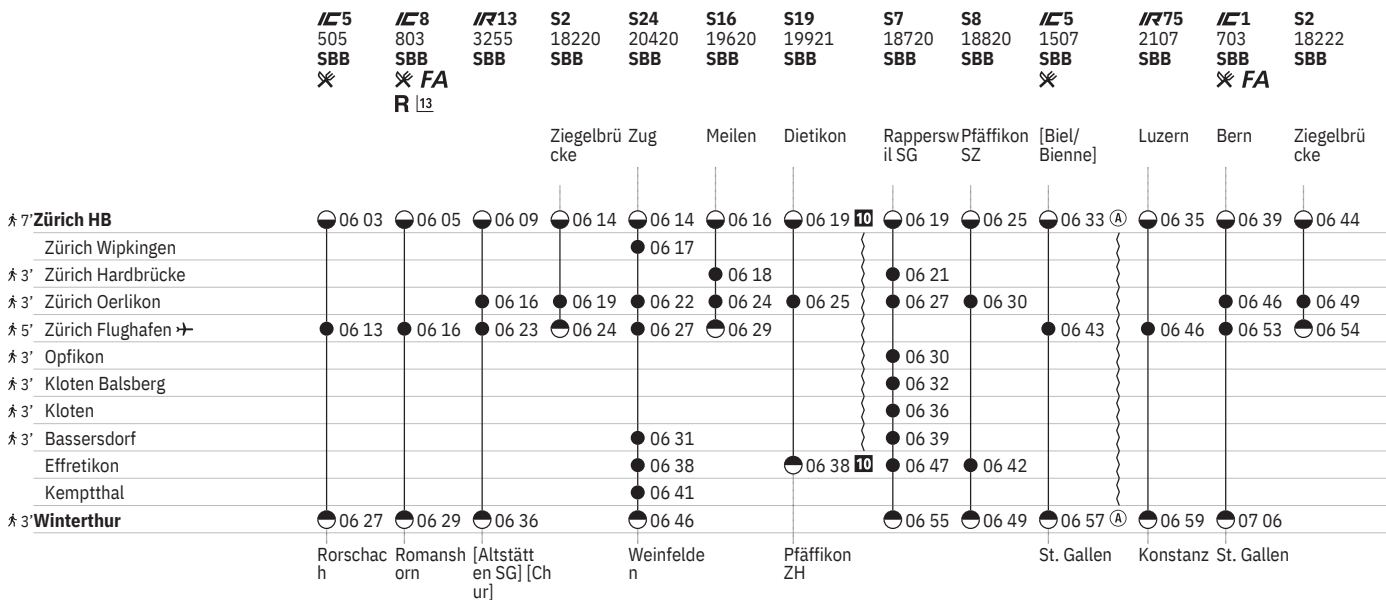 IC5 IC8 IR13 S2 S24 S16 S19 S7 S8 IC5 IR75 IC1 S2
505 803 3255 18220 20420 19620 19921 18720 18820 1507 2107 703 18222
SBB SBB SBB SBB SBB SBB SBB SBB SBB SBB SBB SBB SBB
FA FA
R 13
Ziegelbrü Zug Meilen Dietikon Rappersw Pfäffikon [Biel/ Luzern Bern Ziegelbrü
cke il SG SZ Bienne] cke
7’ Zürich HB 06 03 06 05 06 09 06 14 06 14 06 16 06 19 10 06 19 06 25 06 33 A 06 35 06 39 06 44
Zürich Wipkingen 06 17
3’ Zürich Hardbrücke 06 18 06 21
3’ Zürich Oerlikon 06 16 06 19 06 22 06 24 06 25 06 27 06 30 06 46 06 49
5’ Zürich Flughafen 06 13 06 16 06 23 06 24 06 27 06 29 06 43 06 46 06 53 06 54
3’ Opfikon 06 30
3’ Kloten Balsberg 06 32
3’ Kloten 06 36
3’ Bassersdorf 06 31 06 39
Effretikon 06 38 06 38 10 06 47 06 42
Kemptthal 06 41
3’ Winterthur 06 27 06 29 06 36 06 46 06 55 06 49 06 57 A 06 59 07 06
Rorschac Romansh [Altstätt Weinfelde Pfäffikon St. Gallen Konstanz St. Gallen
h orn en SG] [Ch n ZH
ur]